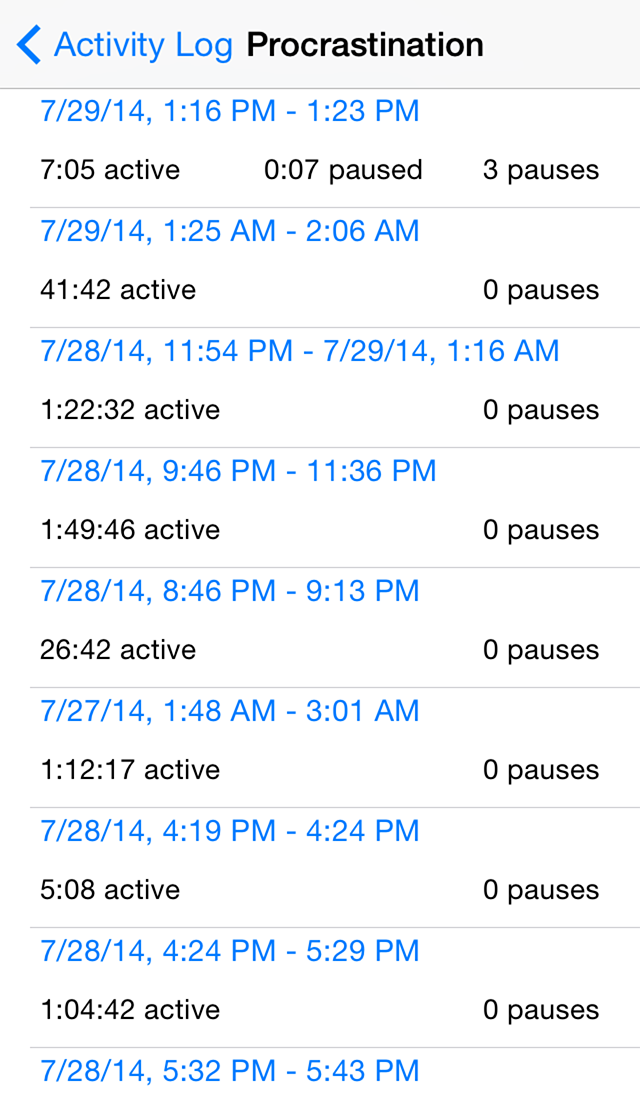 Activity Log Procrastination
7/29/14, 1:16 PM - 1:23 PM
7:05 active 0:07 paused 3 pauses
7/29/14, 1:25 AM - 2:06 AM
41:42 active 0 pauses
7/28/14, 11:54 PM - 7/29/14, 1:16 AM
1:22:32 active 0 pauses
7/28/14, 9:46 PM - 11:36 PM
1:49:46 active 0 pauses
7/28/14, 8:46 PM - 9:13 PM
26:42 active 0 pauses
7/27/14, 1:48 AM - 3:01 AM
1:12:17 active 0 pauses
7/28/14, 4:19 PM - 4:24 PM
5:08 active 0 pauses
7/28/14, 4:24 PM - 5:29 PM
1:04:42 active 0 pauses
7/28/14, 5:32 PM - 5:43 PM